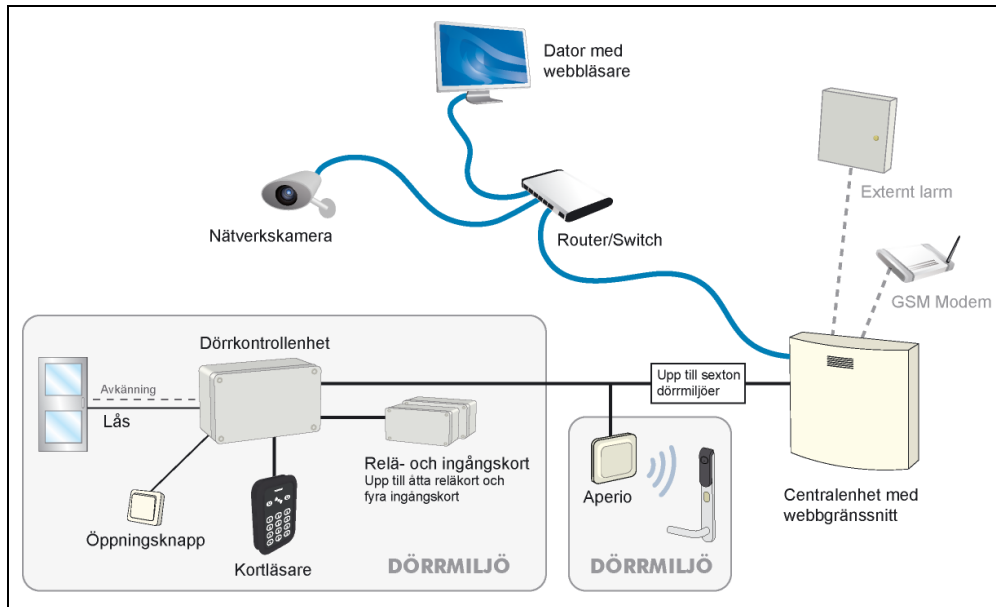 Dator med
webbläsare
Externt larm
Nätverkskamera
Router/Switch
GSM Modem
Dörrkontrollenhet
Avkänning
Lås
Upp till sexton
dörrmiljöer
Relä- och ingångskort
Upp till åtta reläkort och
fyra ingångskort
Öppningsknapp
Kortläsare
DÖRRMILJÖ
Aperio
DÖRRMILJÖ
Centralenhet med
webbgränssnitt